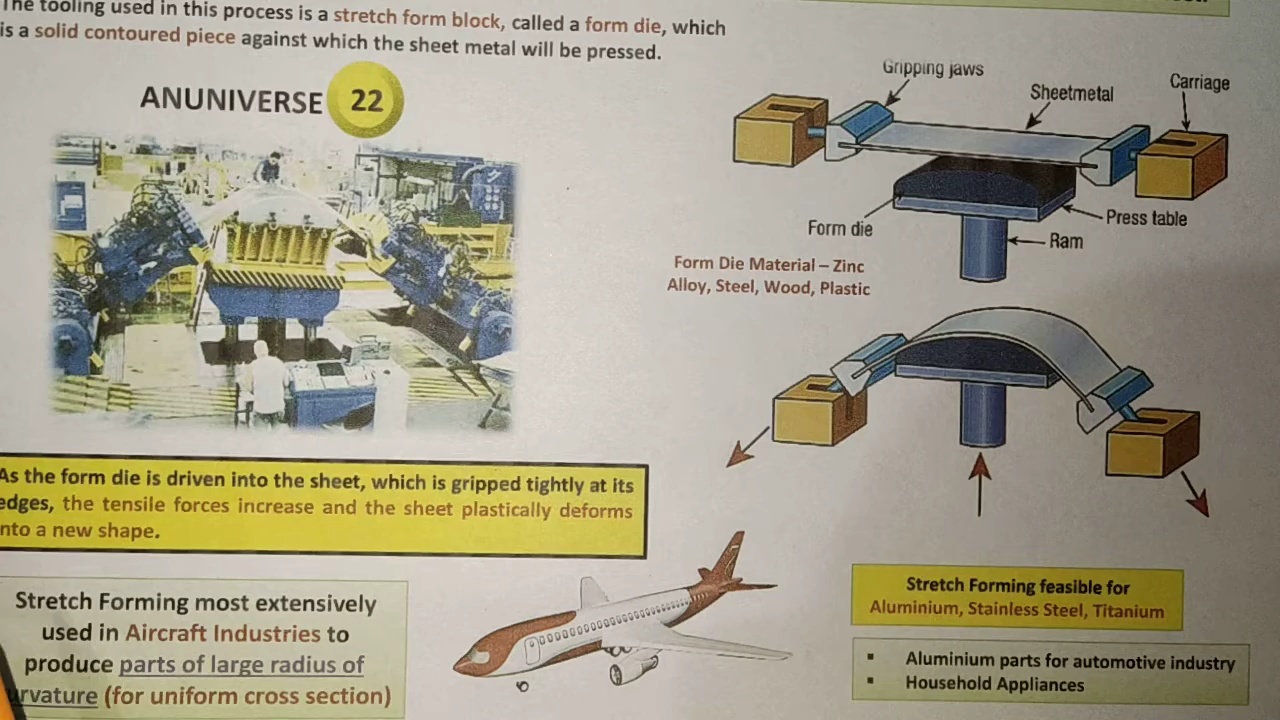 The tooling used in this process is a stretch form block, called a form die, which
is a solid contoured piece against which the sheet metal will be pressed.
ANUNIVERSE 22
Gripping jaws
Sheetmetal
Carriage
Form die
Press table
Ram
Form Die Material – Zinc
Alloy, Steel, Wood, Plastic
As the form die is driven into the sheet, which is gripped tightly at its
edges, the tensile forces increase and the sheet plastically deforms
into a new shape.
Stretch Forming most extensively
used in Aircraft Industries to
produce parts of large radius of
curvature (for uniform cross section)
Stretch Forming feasible for
Aluminium, Stainless Steel, Titanium
▪ Aluminium parts for automotive industry
▪ Household Appliances